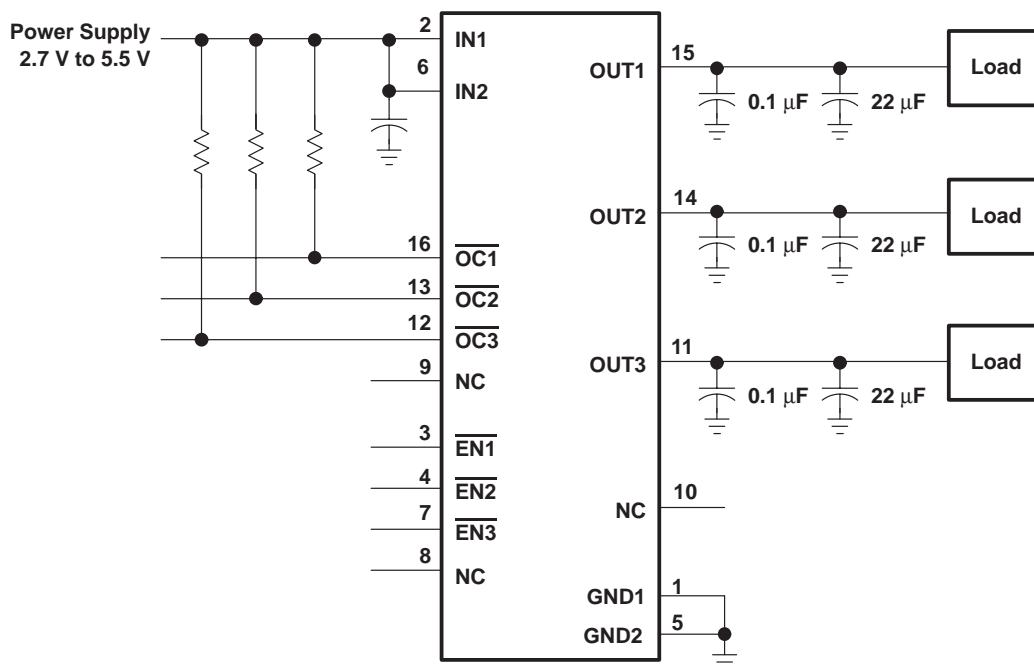 Power Supply
2.7 V to 5.5 V
2
IN1
6
IN2
16
OC1
13
OC2
12
OC3
9
NC
3
EN1
4
EN2
7
EN3
8
NC
OUT1
15
0.1 μF
22 μF
Load
OUT2
14
0.1 μF
22 μF
Load
OUT3
11
0.1 μF
22 μF
Load
NC
10
GND1
1
GND2
5